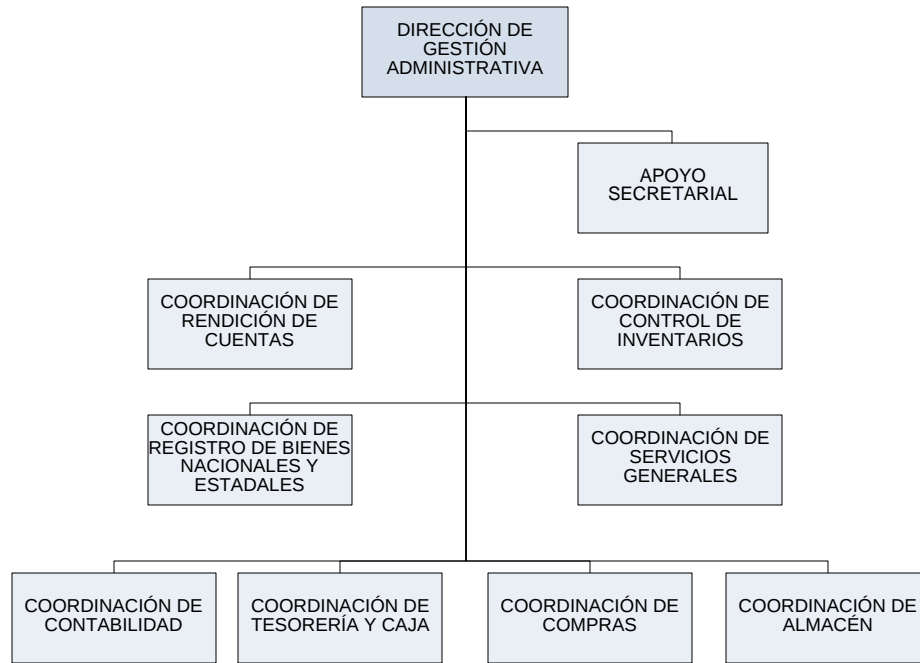 DIRECCIÓN DE
GESTIÓN
ADMINISTRATIVA
APOYO
SECRETARIAL
COORDINACIÓN DE
RENDICIÓN DE
CUENTAS
COORDINACIÓN DE
CONTROL DE
INVENTARIOS
COORDINACIÓN DE
REGISTRO DE BIENES
NACIONALES Y
ESTADALES
COORDINACIÓN DE
SERVICIOS
GENERALES
COORDINACIÓN DE
CONTABILIDAD
COORDINACIÓN DE
TESORERÍA Y CAJA
COORDINACIÓN DE
COMPRAS
COORDINACIÓN DE
ALMACÉN